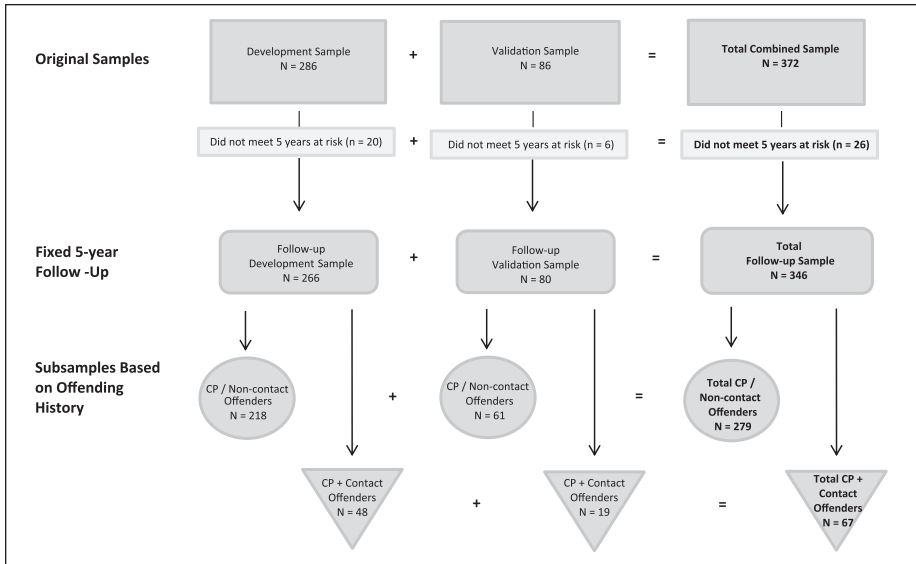 Original Samples
Development Sample
N = 286
+
Validation Sample
N = 86
=
Total Combined Sample
N = 372
Did not meet 5 years at risk (n = 20)
+
Did not meet 5 years at risk (n = 6)
=
Did not meet 5 years at risk (n = 26)
Fixed 5-year
Follow -Up
Follow-up
Development Sample
N = 266
+
Follow-up
Validation Sample
N = 80
=
Total
Follow-up Sample
N = 346
Subsamples Based
on Offending
History
CP / Non-contact
Offenders
N = 218
+
CP / Non-contact
Offenders
N = 61
=
Total CP /
Non-contact
Offenders
N = 279
CP + Contact
Offenders
N = 48
+
CP + Contact
Offenders
N = 19
=
Total CP +
Contact
Offenders
N = 67